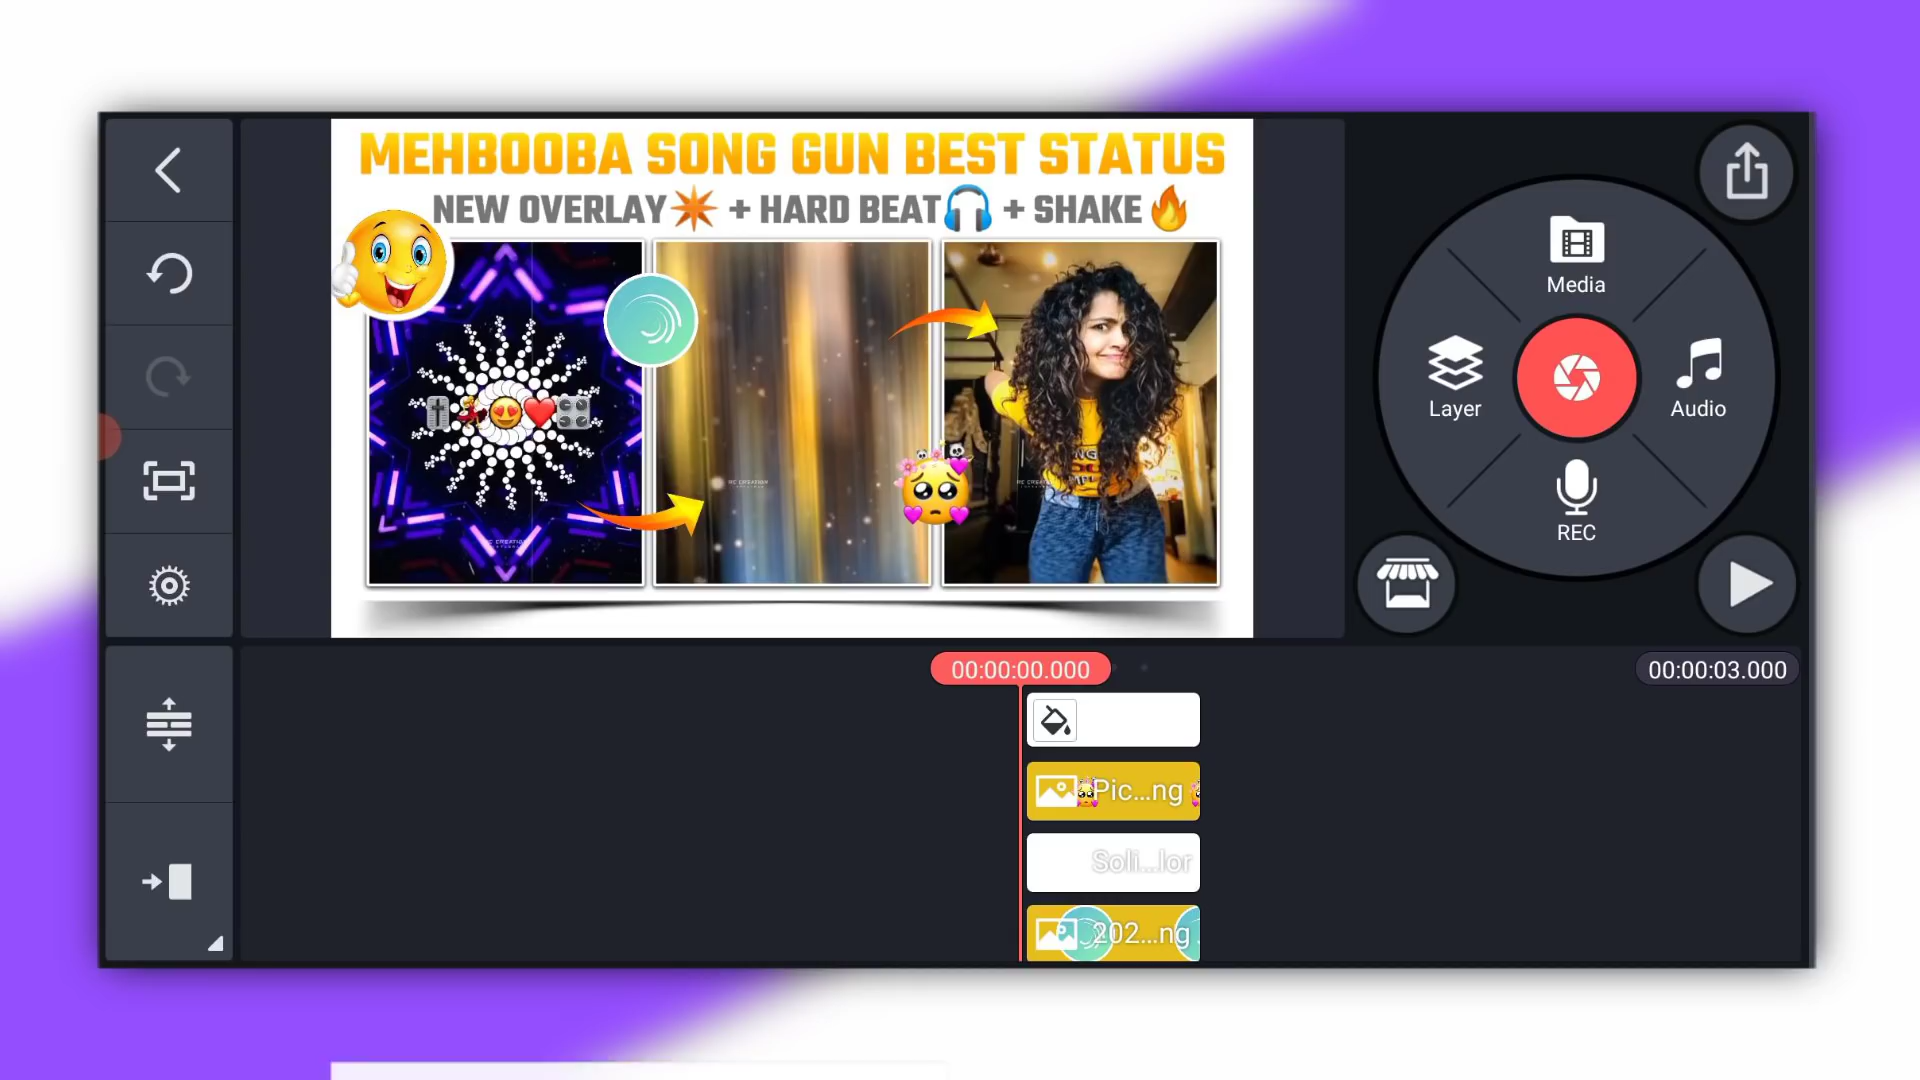 MEHBOOBA SONG GUN BEST STATUS
NEW OVERLAY + HARD BEAT + SHAKE
Media
Layer
Audio
REC
00:00:00.000
00:00:03.000
Pic...ng
Soli...lor
202...ng